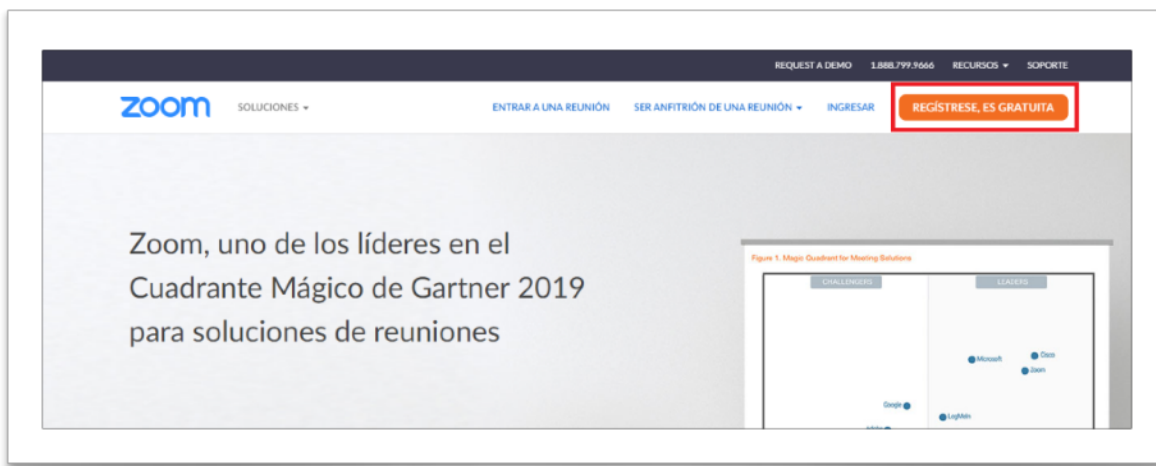 REQUEST A DEMO 1.888.799.9666 RECURSOS SOPORTE
zoom SOLUCIONES ENTRAR A UNA REUNIÓN SER ANFITRIÓN DE UNA REUNIÓN INGRESAR REGÍSTRESE, ES GRATUITA
Zoom, uno de los líderes en el
Cuadrante Mágico de Gartner 2019
para soluciones de reuniones
Figure 1. Magic Quadrant for Meeting Solutions
CHALLENGERS LEADERS
Microsoft Cisco
Zoom
Google
LogMeIn